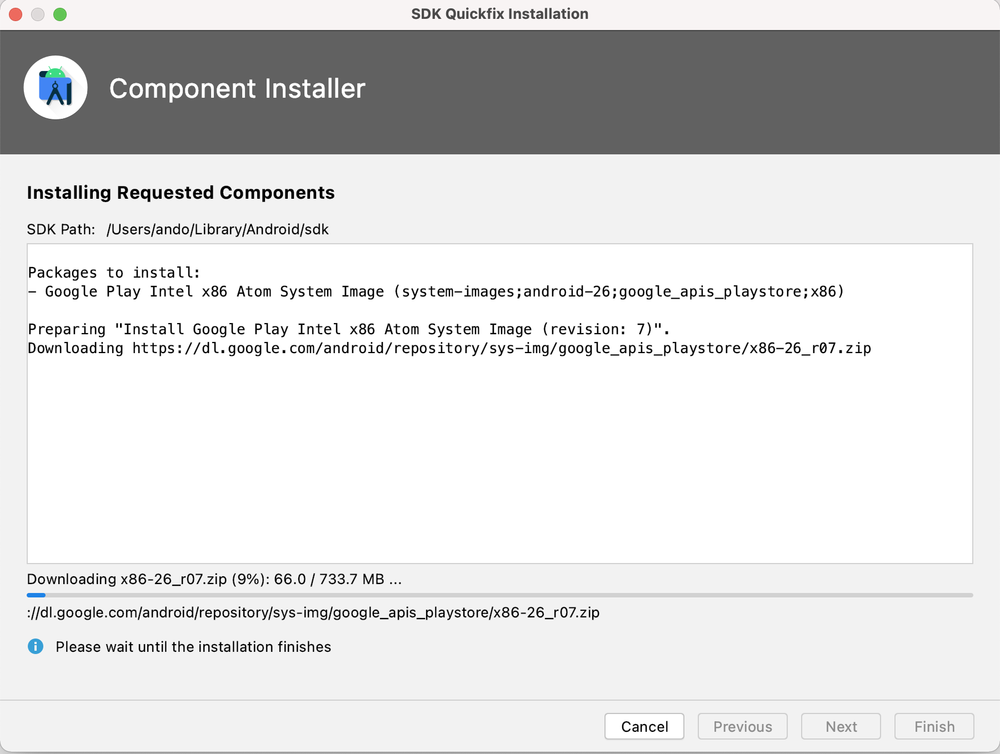 SDK Quickfix Installation
Component Installer
Installing Requested Components
SDK Path: /Users/ando/Library/Android/sdk
Packages to install:
- Google Play Intel x86 Atom System Image (system-images;android-26;google_apis_playstore;x86)
Preparing "Install Google Play Intel x86 Atom System Image (revision: 7)".
Downloading https://dl.google.com/android/repository/sys-img/google_apis_playstore/x86-26_r07.zip
Downloading x86-26_r07.zip (9%): 66.0 / 733.7 MB ...
://dl.google.com/android/repository/sys-img/google_apis_playstore/x86-26_r07.zip
Please wait until the installation finishes
Cancel Previous Next Finish